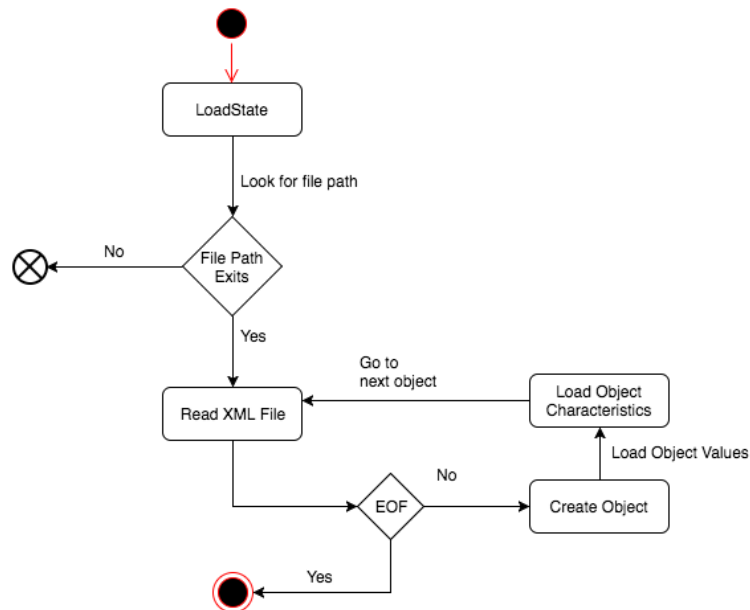 LoadState
Look for file path
No
File Path
Exits
Yes
Go to
next object
Load Object
Characteristics
Read XML File
Load Object Values
No
EOF
Create Object
Yes